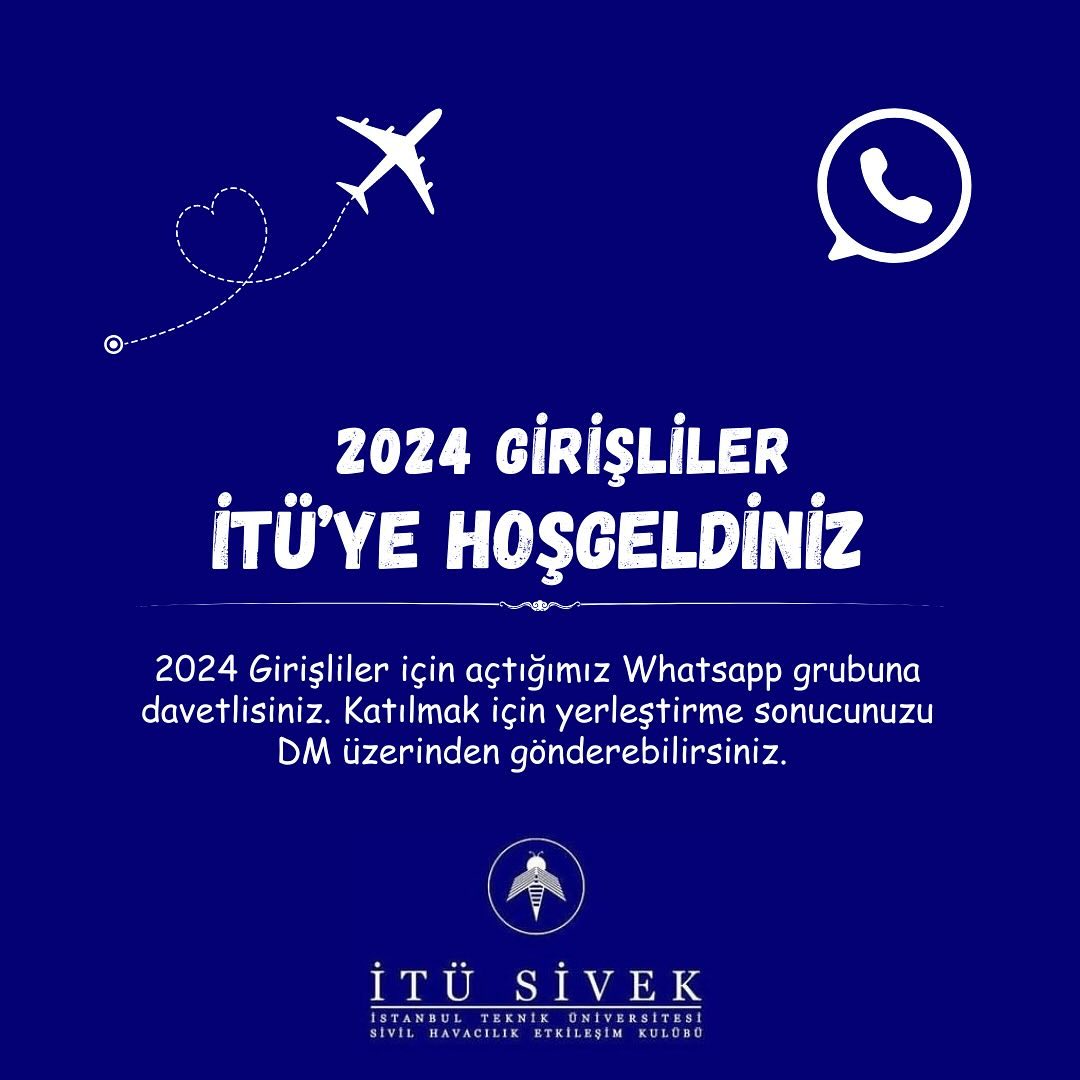 2024 GİRİŞLİLER
İTÜ'YE HOŞGELDİNİZ
2024 Girişliler için açtığımız Whatsapp grubuna
davetlisiniz. Katılmak için yerleştirme sonucunuzu
DM üzerinden gönderebilirsiniz.
İTÜ SİVEK
İSTANBUL TEKNİK ÜNİVERSİTESİ
SİVİL HAVACILIK ETKİLEŞİM KULÜBÜ